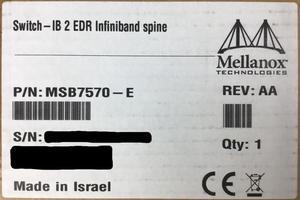 Switch-IB 2 EDR Infiniband spine
Mellanox
TECHNOLOGIES
P/N: MSB7570-E
REV: AA
S/N:
Qty: 1
Made in Israel
CE